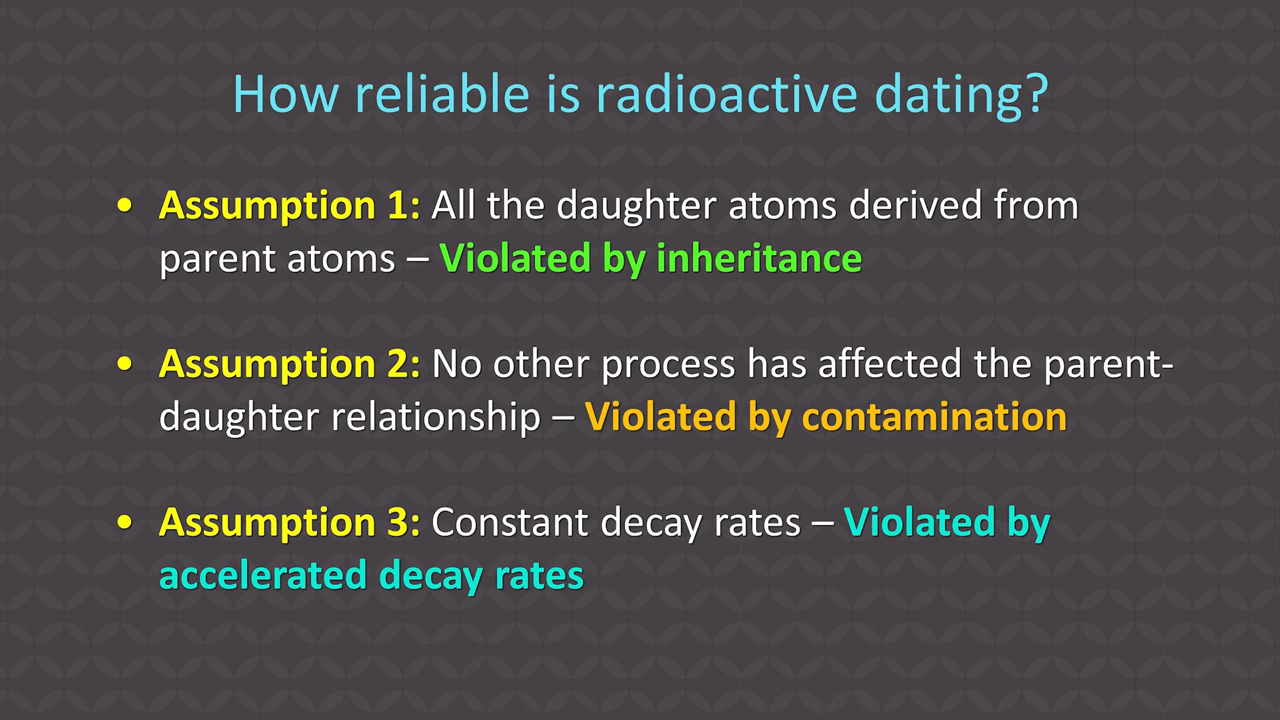 How reliable is radioactive dating?
• Assumption 1: All the daughter atoms derived from
parent atoms – Violated by inheritance
• Assumption 2: No other process has affected the parent-
daughter relationship – Violated by contamination
• Assumption 3: Constant decay rates – Violated by
accelerated decay rates